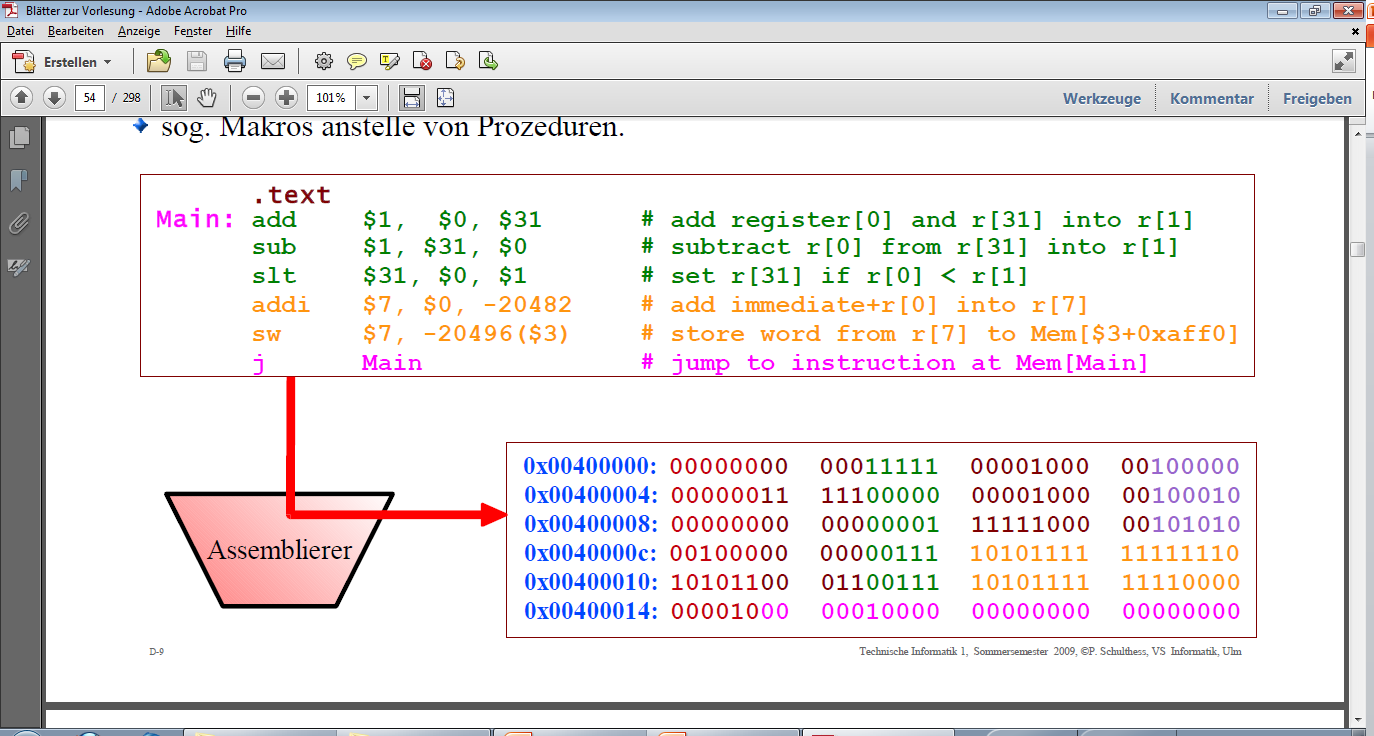 Blätter zur Vorlesung - Adobe Acrobat Pro
Datei Bearbeiten Anzeige Fenster Hilfe
Erstellen
54 / 298 101% Werkzeuge Kommentar Freigeben
sog. Makros anstelle von Prozeduren.
.text
Main: add $1, $0, $31 # add register[0] and r[31] into r[1]
sub $1, $31, $0 # subtract r[0] from r[31] into r[1]
slt $31, $0, $1 # set r[31] if r[0] < r[1]
addi $7, $0, -20482 # add immediate+r[0] into r[7]
sw $7, -20496($3) # store word from r[7] to Mem[$3+0xaff0]
j Main # jump to instruction at Mem[Main]
Assemblierer
0x00400000: 00000000 00011111 00001000 00100000
0x00400004: 00000011 11100000 00001000 00100010
0x00400008: 00000000 00000001 11111000 00101010
0x0040000c: 00100000 00000111 10101111 11111110
0x00400010: 10101100 01100111 10101111 11110000
0x00400014: 00001000 00010000 00000000 00000000
D-9 Technische Informatik 1, Sommersemester 2009, ©P. Schulthess, VS Informatik, Ulm